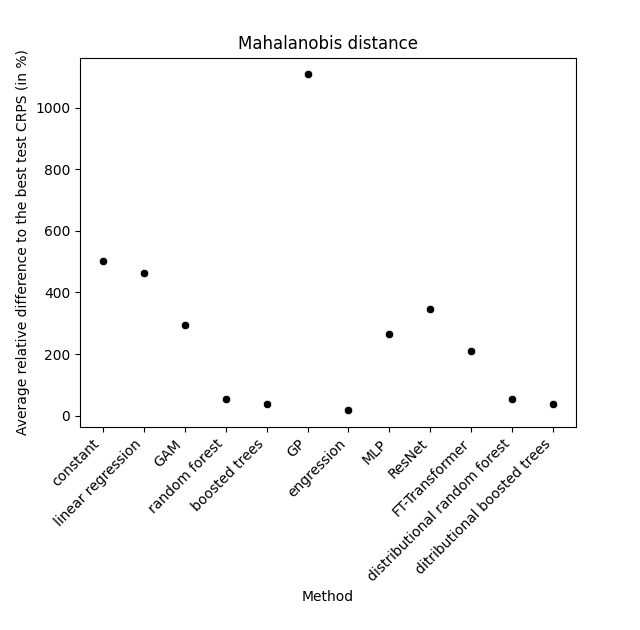 Mahalanobis distance
Average relative difference to the best test CRPS (in %)
1000
800
600
400
200
0
constant
linear regression
GAM
random forest
boosted trees
GP
engression
MLP
ResNet
FT-Transformer
distributional random forest
ditributional boosted trees
Method